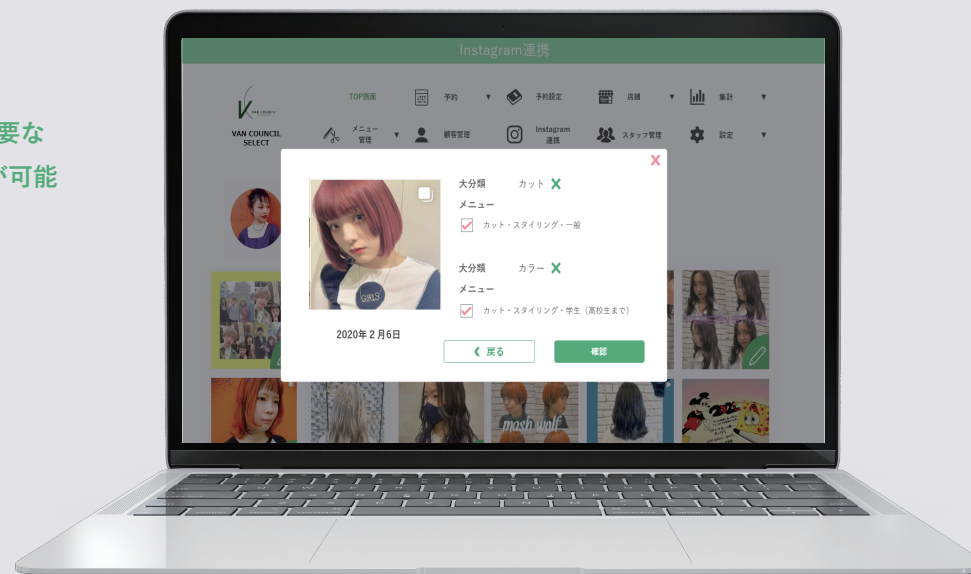 Instagram連携
要な
が可能
VAN COUNCIL
VAN COUNCIL
SELECT
TOP画面
予約 ▼
予約設定
店舗 ▼
集計 ▼
メニュー
管理 ▼
顧客管理
Instagram
連携
スタッフ管理
設定 ▼
X
大分類 カット X
メニュー
カット・スタイリング・一般
大分類 カラー X
メニュー
カット・スタイリング・学生（高校生まで）
GIRLS
2020年2月6日
❮ 戻る
確認
mash wolf